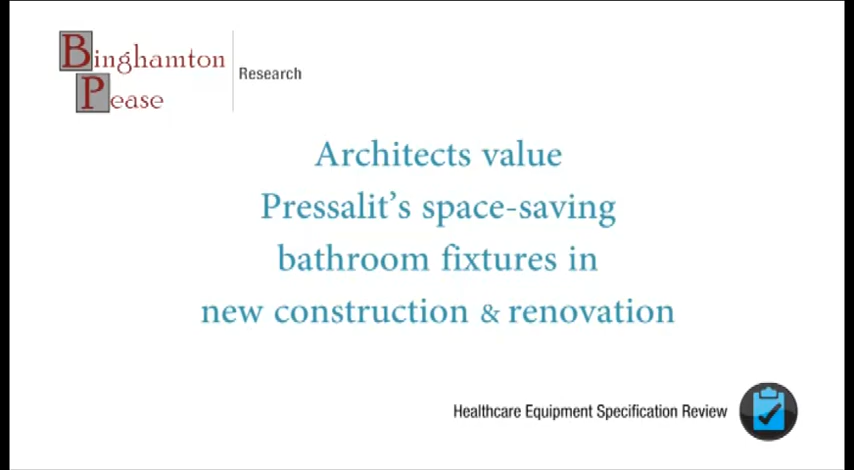 Binghamton
Pease
Research
Architects value
Pressalit's space-saving
bathroom fixtures in
new construction & renovation
Healthcare Equipment Specification Review